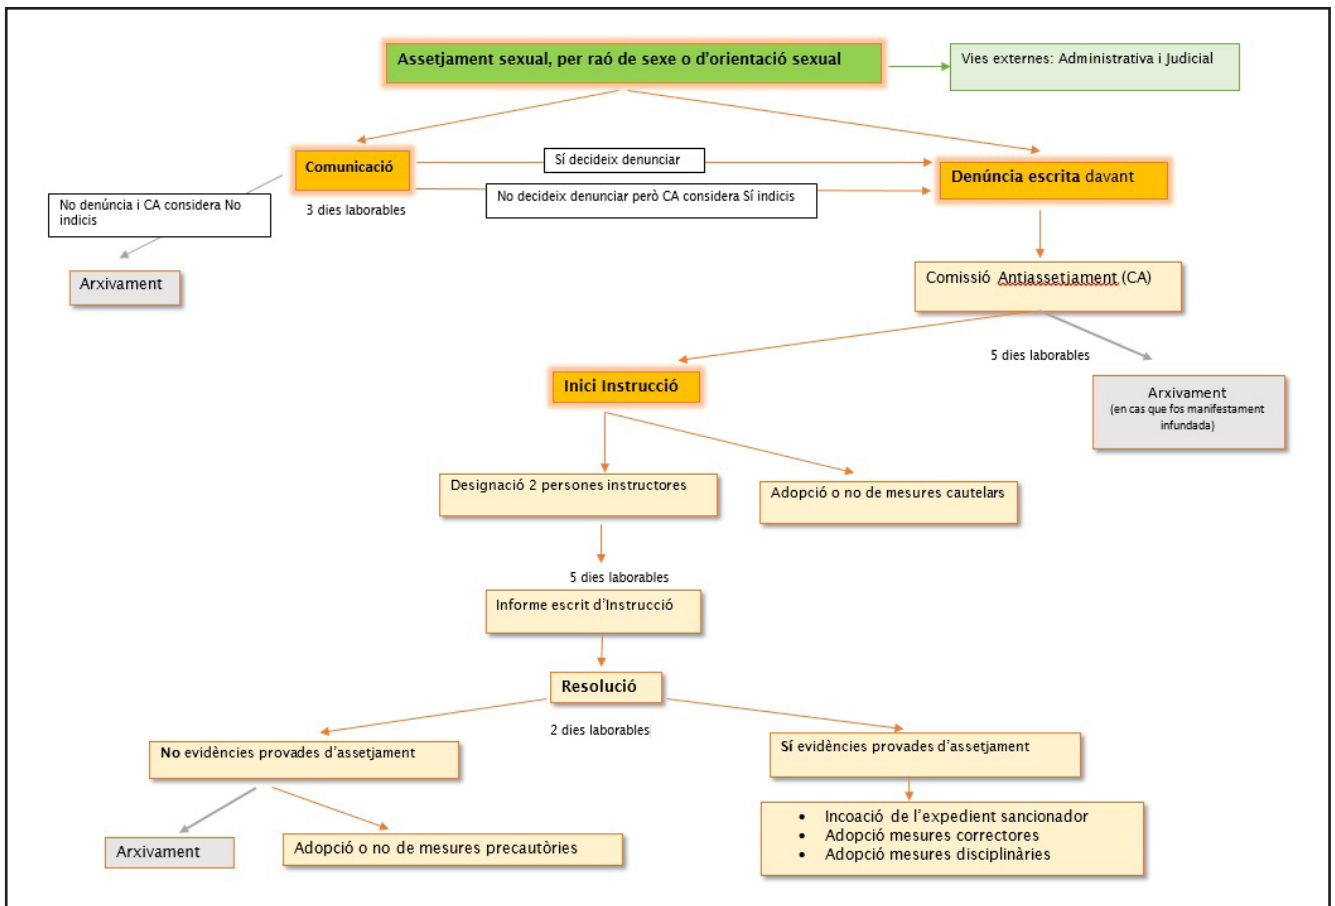 Assetjament sexual, per raó de sexe o d'orientació sexual
Vies externes: Administrativa i Judicial
Comunicació
Sí decideix denunciar
Denúncia escrita davant
No decideix denunciar però CA considera Sí indicis
3 dies laborables
No denúncia i CA considera No
indicis
Arxivament
Comissió Antiassetjament (CA)
5 dies laborables
Inici Instrucció
Arxivament
(en cas que fos manifestament
infundada)
Designació 2 persones instructores
Adopció o no de mesures cautelars
5 dies laborables
Informe escrit d'Instrucció
Resolució
2 dies laborables
No evidències provades d'assetjament
Sí evidències provades d'assetjament
Arxivament
Adopció o no de mesures precautòries
• Incoació de l'expedient sancionador
• Adopció mesures correctores
• Adopció mesures disciplinàries